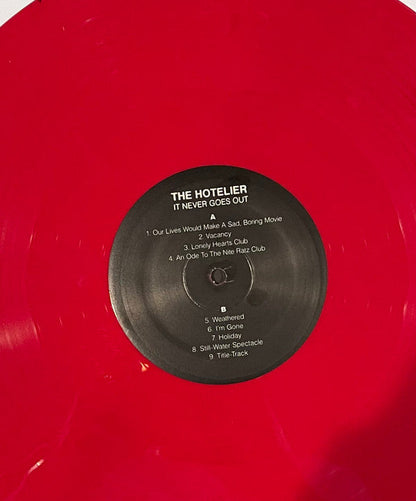 THE HOTELIER
IT NEVER GOES OUT
A
1. Our Lives Would Make A Sad, Boring Movie
2. Vacancy
3. Lonely Hearts Club
4. An Ode To The Nite Ratz Club
B
5. Weathered
6. I'm Gone
7. Holiday
8. Still-Water Spectacle
9. Title-Track